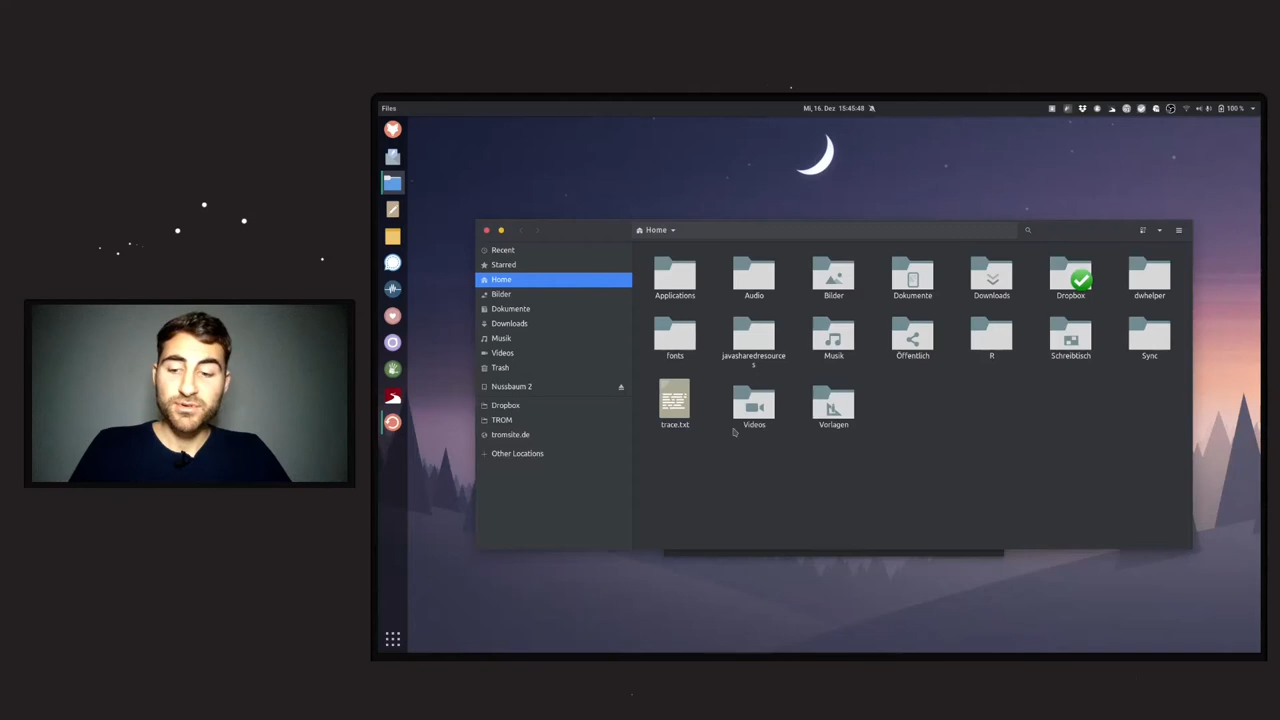 Files
Mi, 16. Dez 15:45:48
100 %
Home
Recent
Starred
Home
Bilder
Dokumente
Downloads
Musik
Videos
Trash
Nussbaum 2
Dropbox
TROM
tromsite.de
Other Locations
Applications
Audio
Bilder
Dokumente
Downloads
Dropbox
dwhelper
fonts
javasharedresource
s
Musik
Öffentlich
R
Schreibtisch
Sync
trace.txt
Videos
Vorlagen